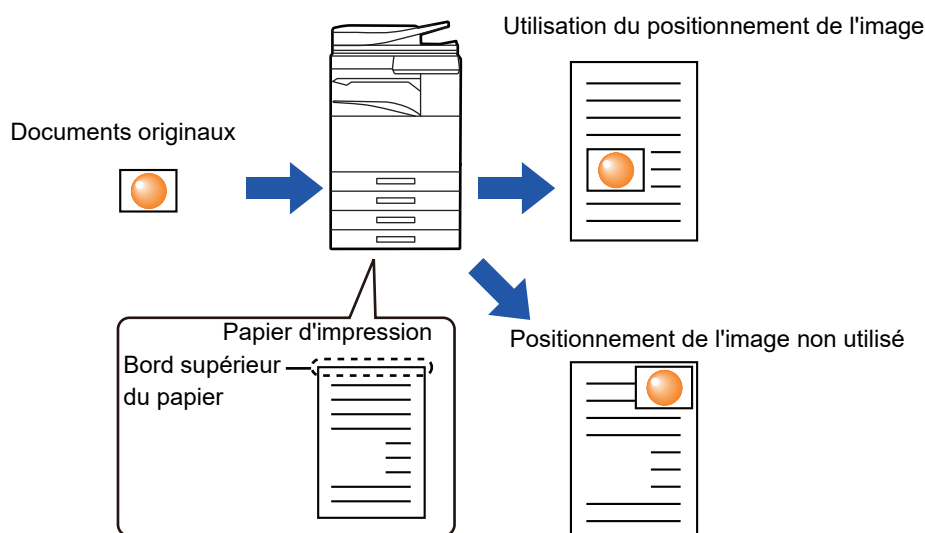 Utilisation du positionnement de l'image
Documents originaux
Papier d'impression
Bord supérieur
du papier
Positionnement de l'image non utilisé